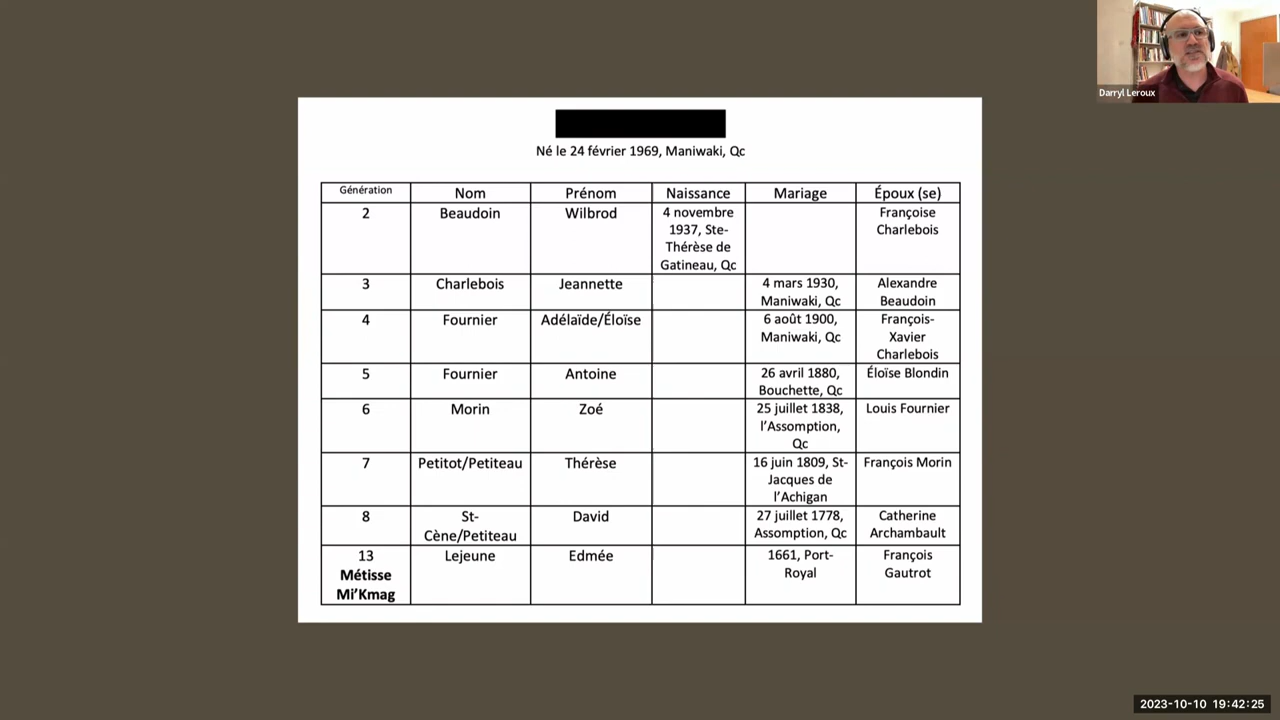 Darryl Leroux
Né le 24 février 1969, Maniwaki, Qc
Génération Nom Prénom Naissance Mariage Époux (se)
2 Beaudoin Wilbrod 4 novembre Françoise
1937, Ste- Charlebois
Thérèse de
Gatineau, Qc
3 Charlebois Jeannette 4 mars 1930, Alexandre
Maniwaki, Qc Beaudoin
4 Fournier Adélaïde/Éloïse 6 août 1900, François-
Maniwaki, Qc Xavier
Charlebois
5 Fournier Antoine 26 avril 1880, Éloïse Blondin
Bouchette, Qc
6 Morin Zoé 25 juillet 1838, Louis Fournier
l'Assomption,
Qc
7 Petitot/Petiteau Thérèse 16 juin 1809, St- François Morin
Jacques de
l'Achigan
8 St- David 27 juillet 1778, Catherine
Cène/Petiteau Assomption, Qc Archambault
13 Lejeune Edmée 1661, Port- François
Métisse Royal Gautrot
Mi'Kmag
2023-10-10 19:42:25